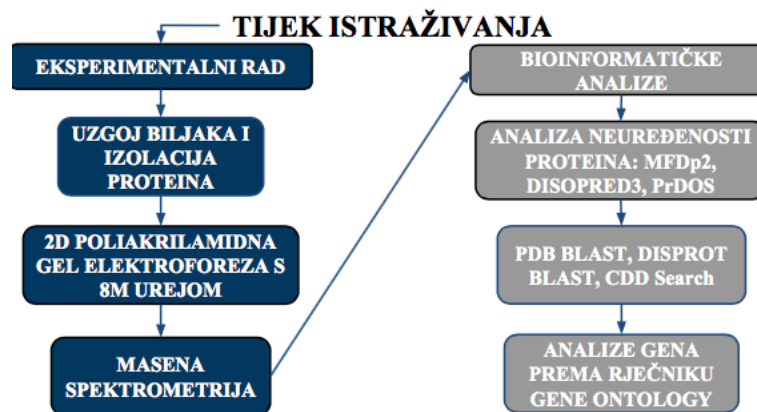 TIJEK ISTRAŽIVANJA
EKSPERIMENTALNI RAD
UZGOJ BILJAKA I
IZOLACIJA
PROTEINA
2D POLIAKRILAMIDNA
GEL ELEKTROFOREZA S
8M UREJOM
MASENA
SPEKTROMETRIJA
BIOINFORMATIČKE
ANALIZE
ANALIZA NEUREĐENOSTI
PROTEINA: MFDp2,
DISOPRED3, PrDOS
PDB BLAST, DISPROT
BLAST, CDD Search
ANALIZE GENA
PREMA RJEČNIKU
GENE ONTOLOGY